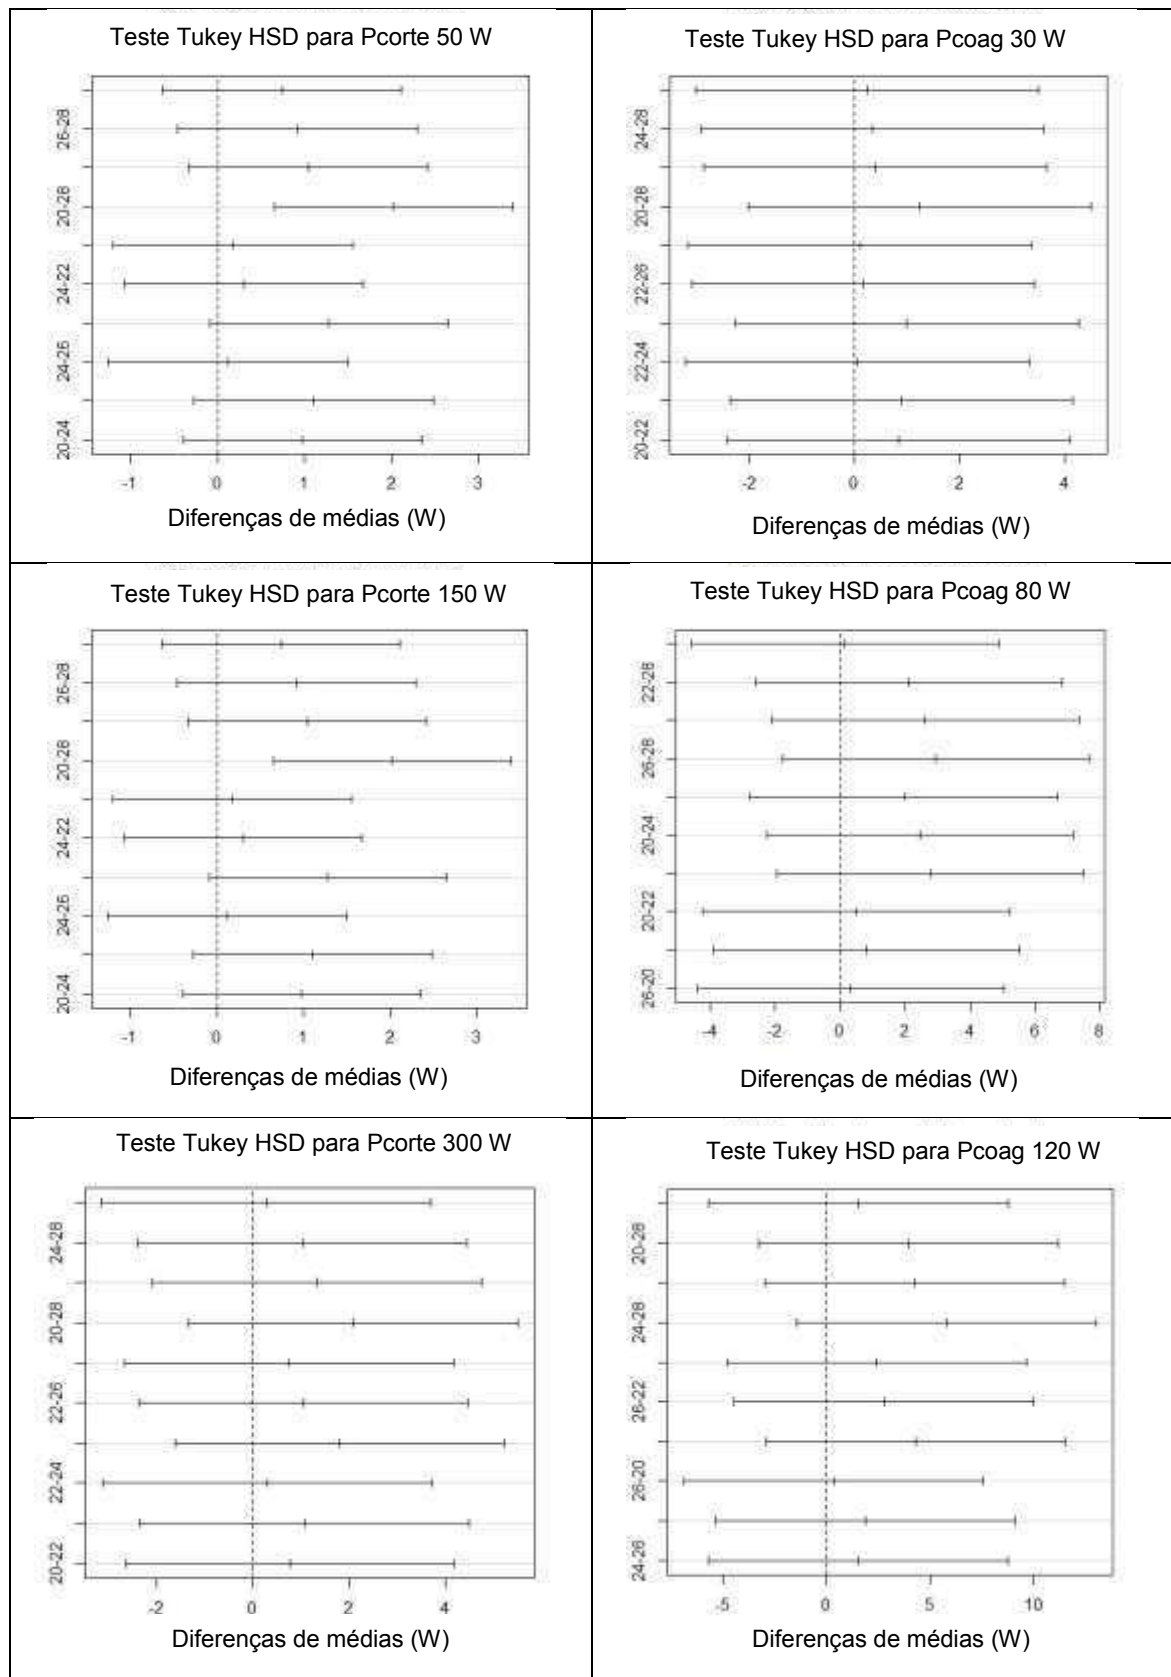 Teste Tukey HSD para Pcorte 50 W
26-28
20-28
24-22
24-26
20-24
-1 0 1 2 3
Diferenças de médias (W)
Teste Tukey HSD para Pcoag 30 W
24-28
20-28
22-26
22-24
20-22
-2 0 2 4
Diferenças de médias (W)
Teste Tukey HSD para Pcorte 150 W
26-28
20-28
24-22
24-26
20-24
-1 0 1 2 3
Diferenças de médias (W)
Teste Tukey HSD para Pcoag 80 W
22-28
26-28
20-24
20-22
26-20
-4 -2 0 2 4 6 8
Diferenças de médias (W)
Teste Tukey HSD para Pcorte 300 W
24-28
20-28
22-26
22-24
20-22
-2 0 2 4
Diferenças de médias (W)
Teste Tukey HSD para Pcoag 120 W
20-28
24-28
26-22
26-20
24-26
-5 0 5 10
Diferenças de médias (W)